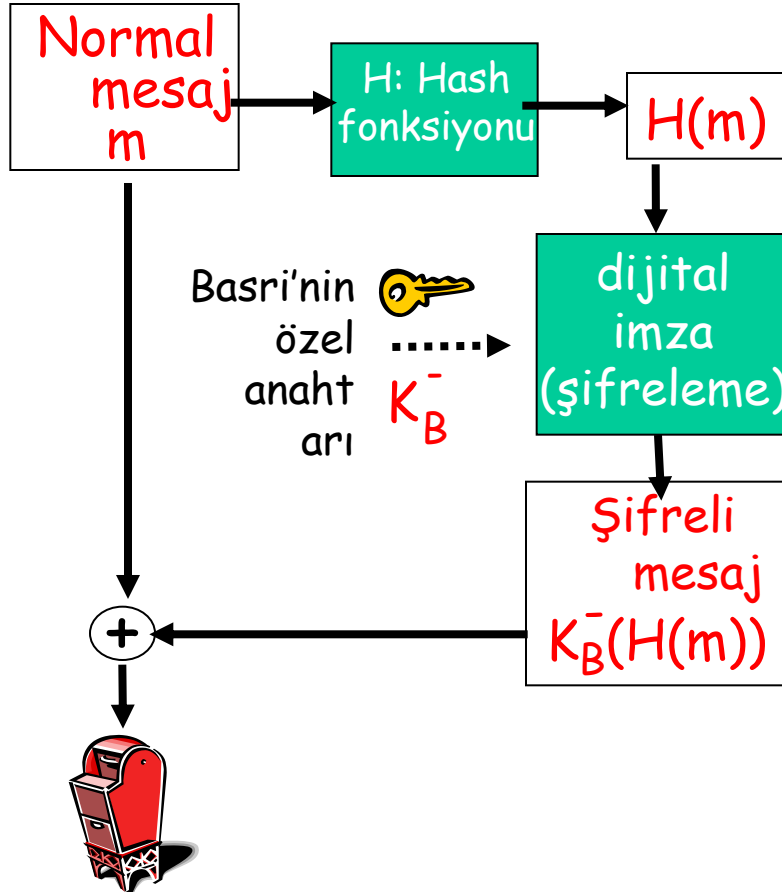 Normal
mesaj
m
H: Hash
fonksiyonu
H(m)
Basri’nin
özel
anaht
arı
K_B^-
dijital
imza
(şifreleme)
Şifreli
mesaj
K_B^-(H(m))
+